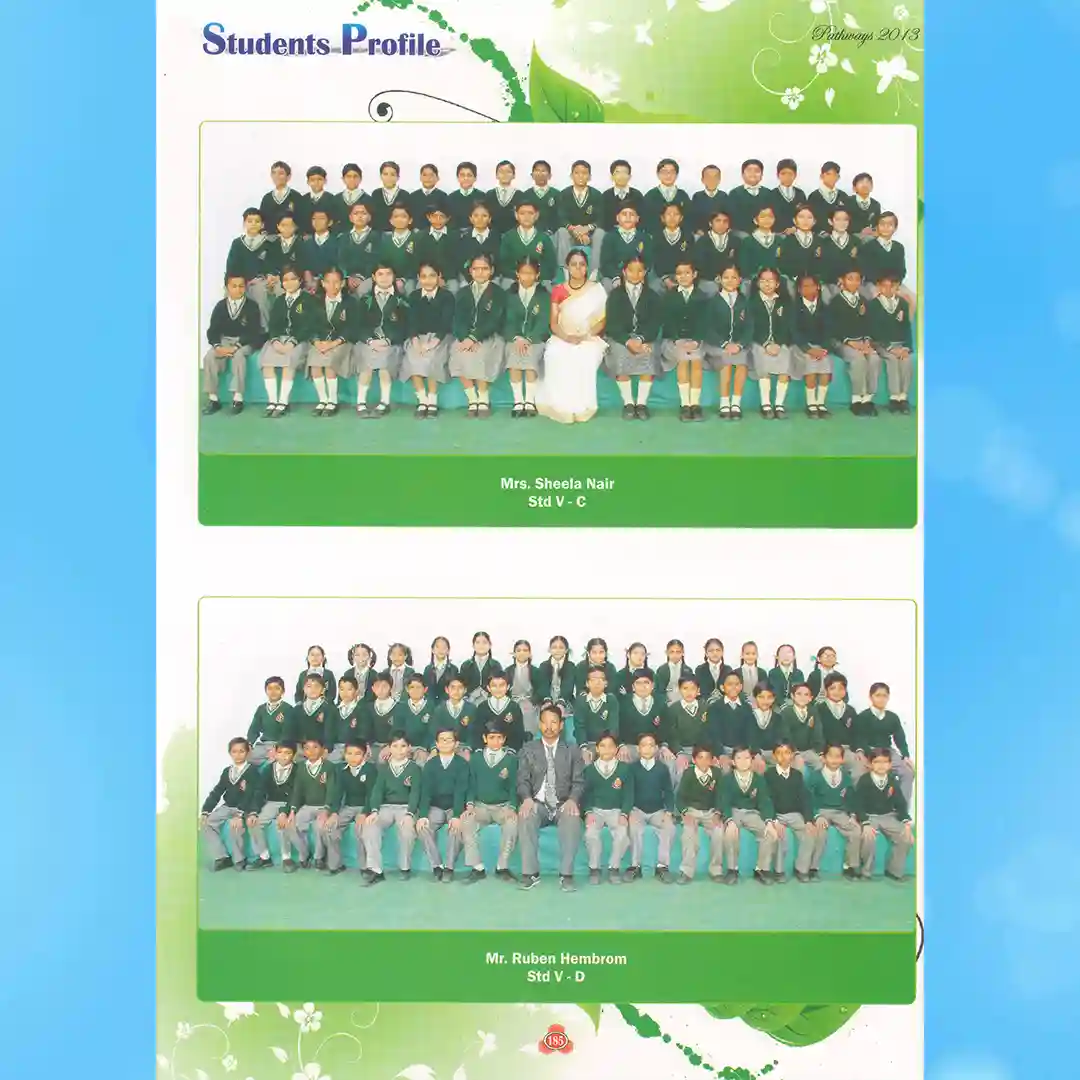 Students Profile
Pathways 2013
Mrs. Sheela Nair
Std V - C
Mr. Ruben Hembrom
Std V - D
185